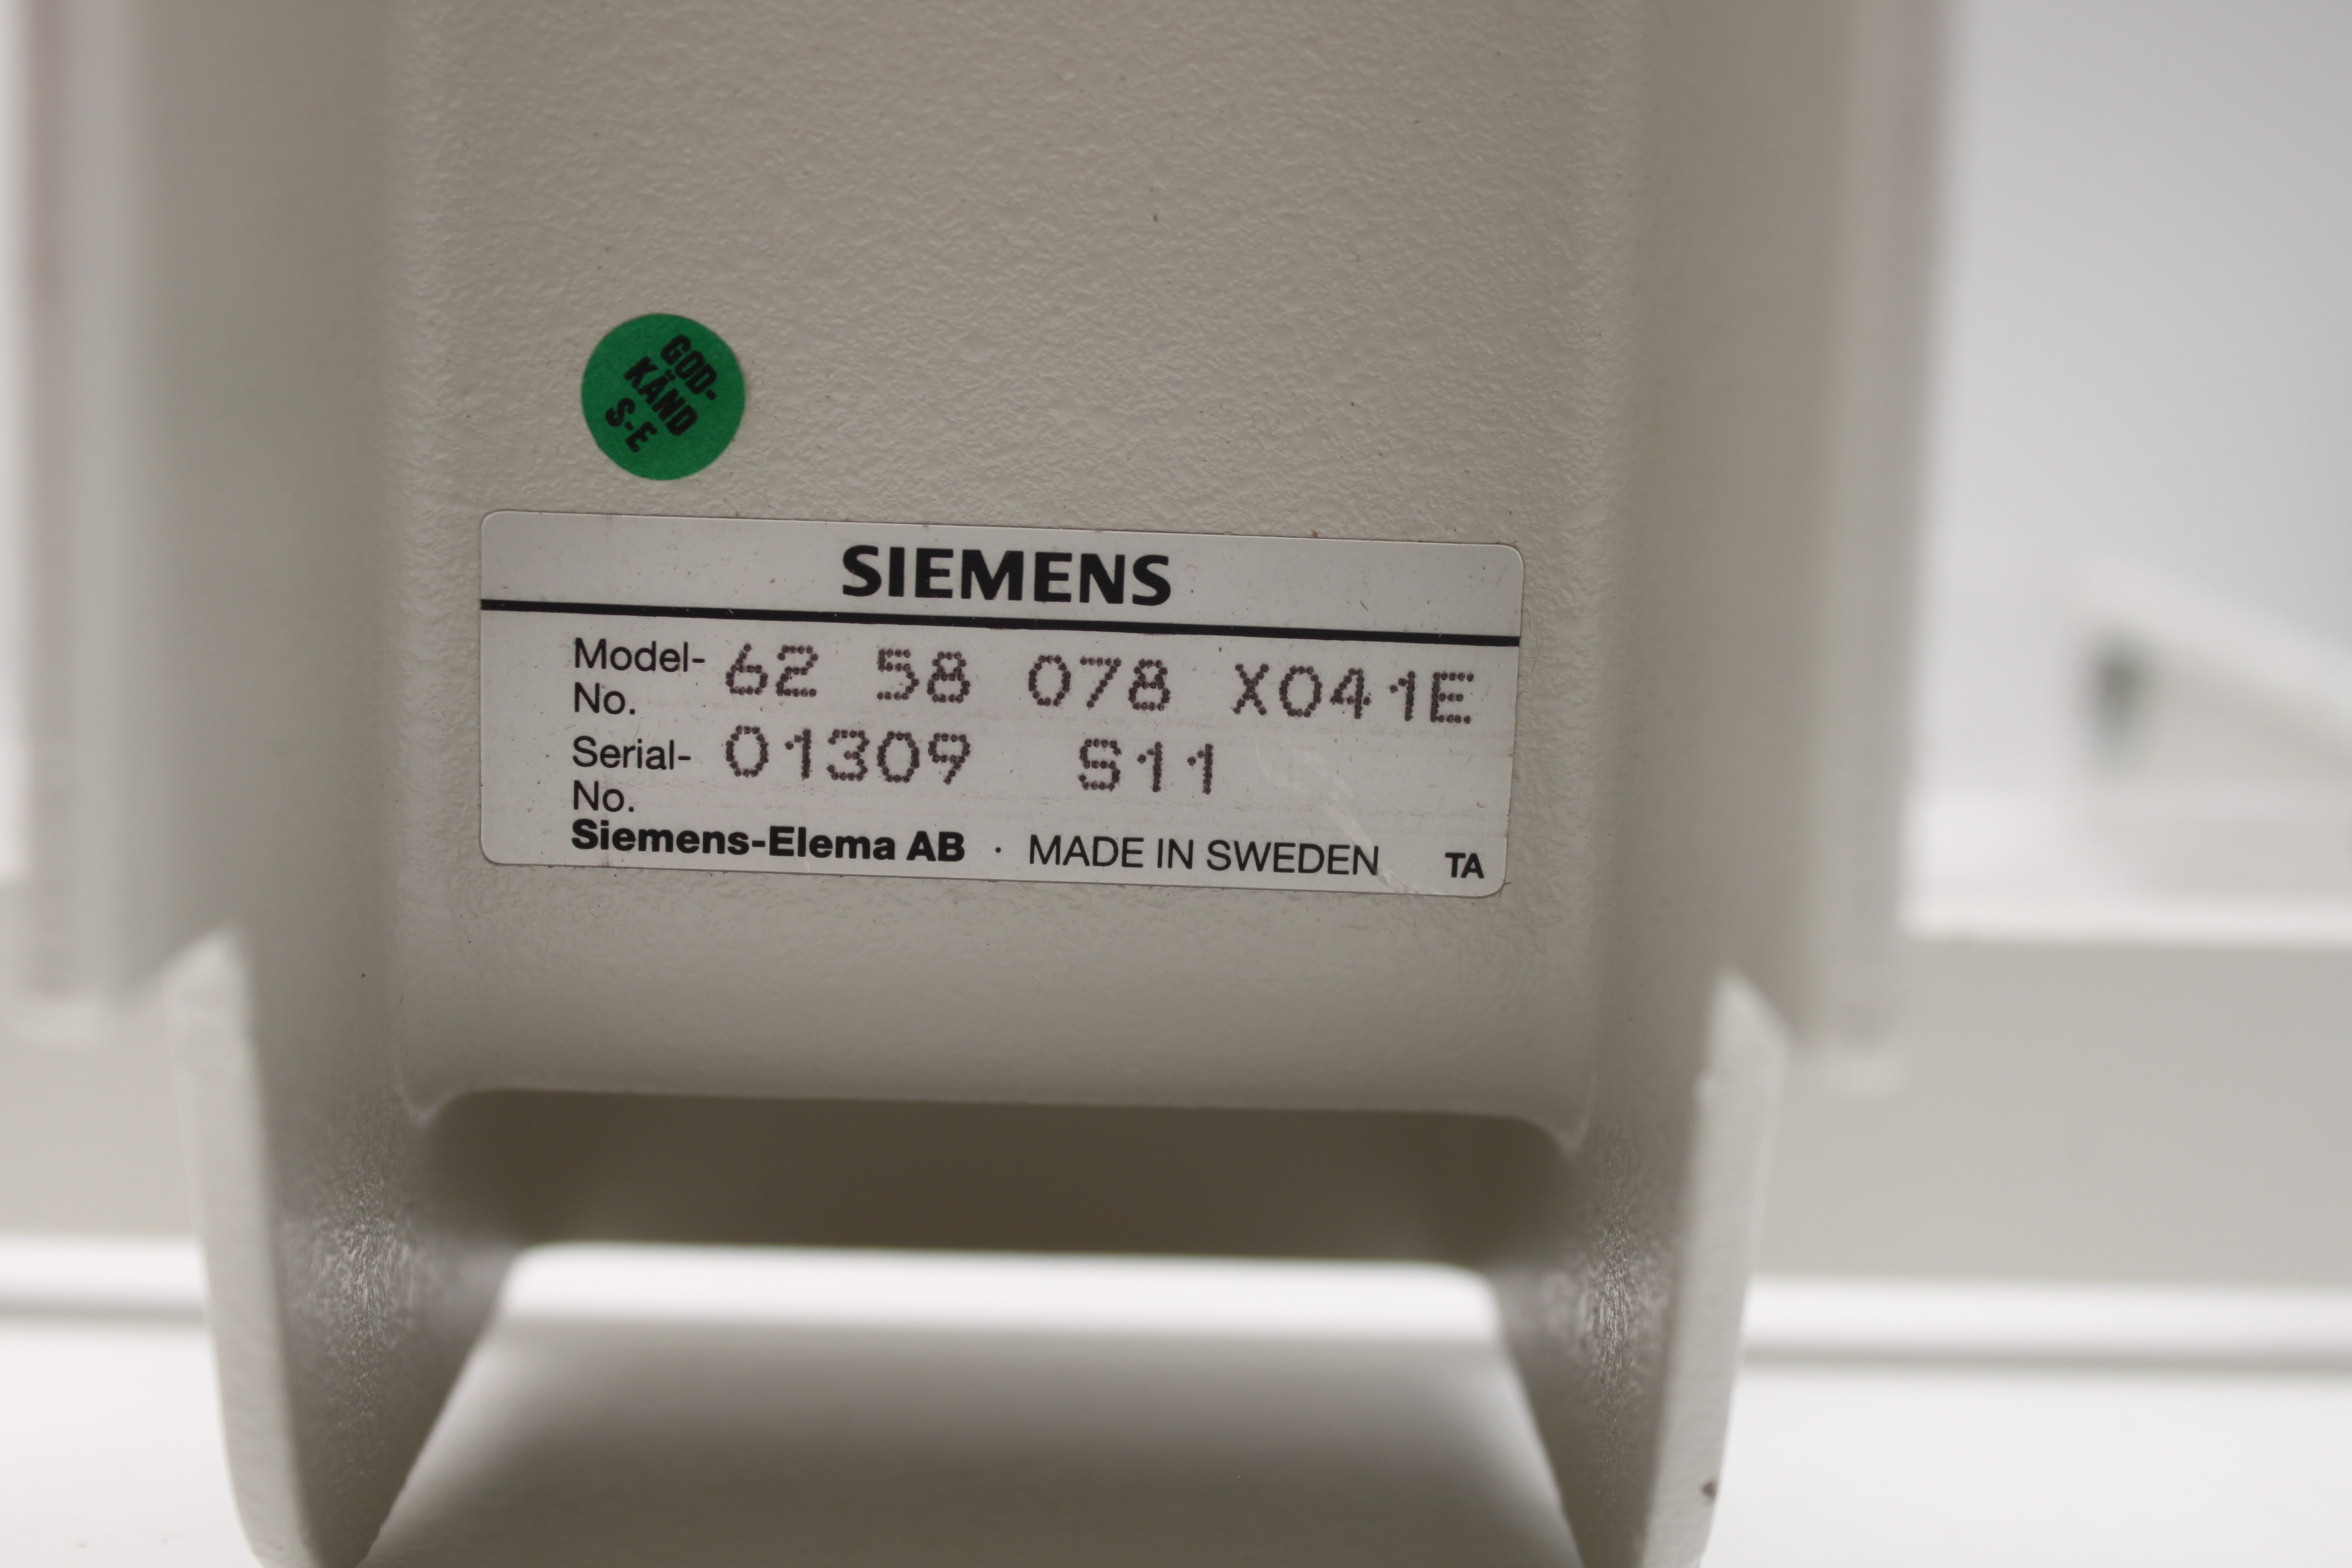 GOD-
KÄND
S-E
SIEMENS
Model-No. 62 58 078 X041E
Serial-No. 01309 S11
Siemens-Elema AB · MADE IN SWEDEN TA